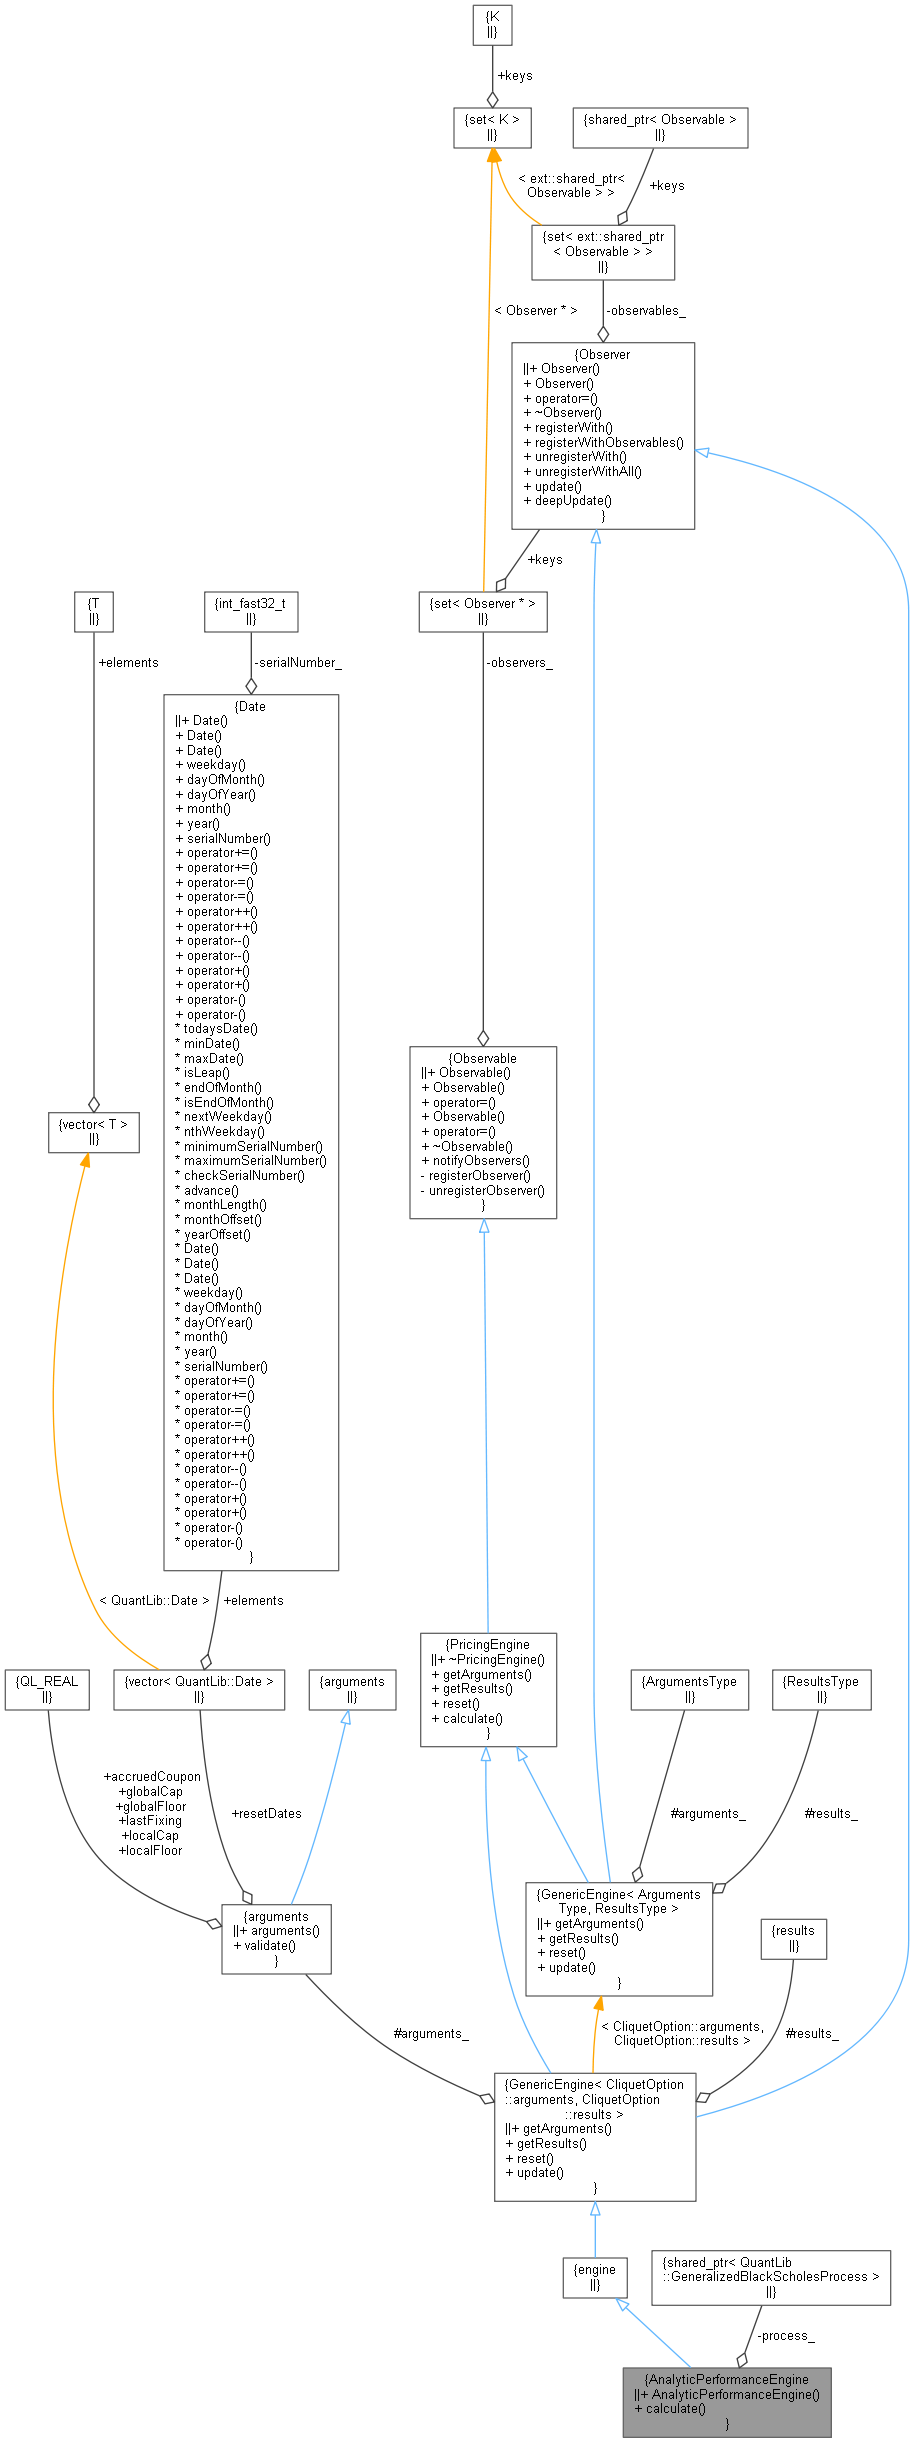 {K
||}
+keys
{set< K >
||}
{shared_ptr< Observable >
||}
< ext::shared_ptr<
Observable > >
+keys
{set< ext::shared_ptr
< Observable > >
||}
< Observer * >
-observables_
{Observer
||+ Observer()
+ Observer()
+ operator=()
+ ~Observer()
+ registerWith()
+ registerWithObservables()
+ unregisterWith()
+ unregisterWithAll()
+ update()
+ deepUpdate()
}
+keys
{T
||}
{int_fast32_t
||}
{set< Observer * >
||}
+elements
-serialNumber_
-observers_
{Date
||+ Date()
+ Date()
+ Date()
+ weekday()
+ dayOfMonth()
+ dayOfYear()
+ month()
+ year()
+ serialNumber()
+ operator+=()
+ operator+=()
+ operator-=()
+ operator-=()
+ operator++()
+ operator++()
+ operator--()
+ operator--()
+ operator+()
+ operator+()
+ operator-()
+ operator-()
* todaysDate()
* minDate()
* maxDate()
* isLeap()
* endOfMonth()
* isEndOfMonth()
* nextWeekday()
* nthWeekday()
* minimumSerialNumber()
* maximumSerialNumber()
* checkSerialNumber()
* advance()
* monthLength()
* monthOffset()
* yearOffset()
* Date()
* Date()
* Date()
* weekday()
* dayOfMonth()
* dayOfYear()
* month()
* year()
* serialNumber()
* operator+=()
* operator+=()
* operator-=()
* operator-=()
* operator++()
* operator++()
* operator--()
* operator--()
* operator+()
* operator+()
* operator-()
* operator-()
}
{Observable
||+ Observable()
+ Observable()
+ operator=()
+ Observable()
+ operator=()
+ ~Observable()
+ notifyObservers()
- registerObserver()
- unregisterObserver()
}
{vector< T >
||}
< QuantLib::Date >
+elements
{PricingEngine
||+ ~PricingEngine()
+ getArguments()
+ getResults()
+ reset()
+ calculate()
}
{QL_REAL
||}
{vector< QuantLib::Date >
||}
{arguments
||}
{ArgumentsType
||}
{ResultsType
||}
+accruedCoupon
+globalCap
+globalFloor
+lastFixing
+localCap
+localFloor
+resetDates
#arguments_
#results_
{arguments
||+ arguments()
+ validate()
}
{GenericEngine< Arguments
Type, ResultsType >
||+ getArguments()
+ getResults()
+ reset()
+ update()
}
{results
||}
#arguments_
< CliquetOption::arguments,
CliquetOption::results >
#results_
{GenericEngine< CliquetOption
::arguments, CliquetOption
::results >
||+ getArguments()
+ getResults()
+ reset()
+ update()
}
{engine
||}
{shared_ptr< QuantLib
::GeneralizedBlackScholesProcess >
||}
-process_
{AnalyticPerformanceEngine
||+ AnalyticPerformanceEngine()
+ calculate()
}